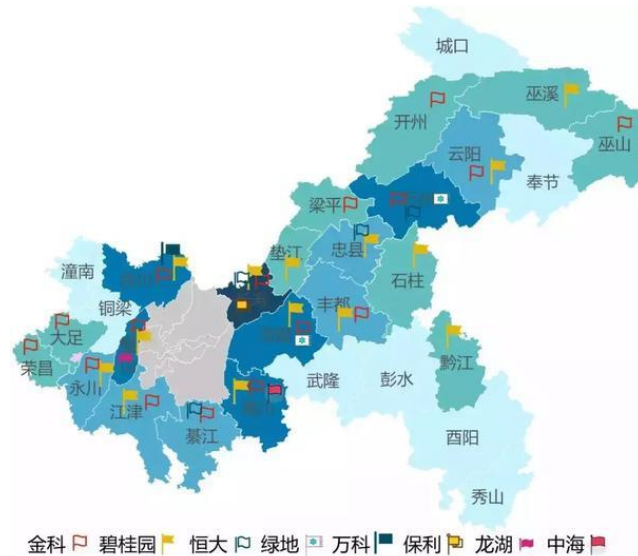 城口
巫溪
开州
巫山
云阳
奉节
梁平
忠县
垫江
石柱
潼南
丰都
铜梁
大足
荣昌
黔江
武隆
彭水
永川
江津
綦江
酉阳
秀山
金科 碧桂园 恒大 绿地 万科 保利 龙湖 中海